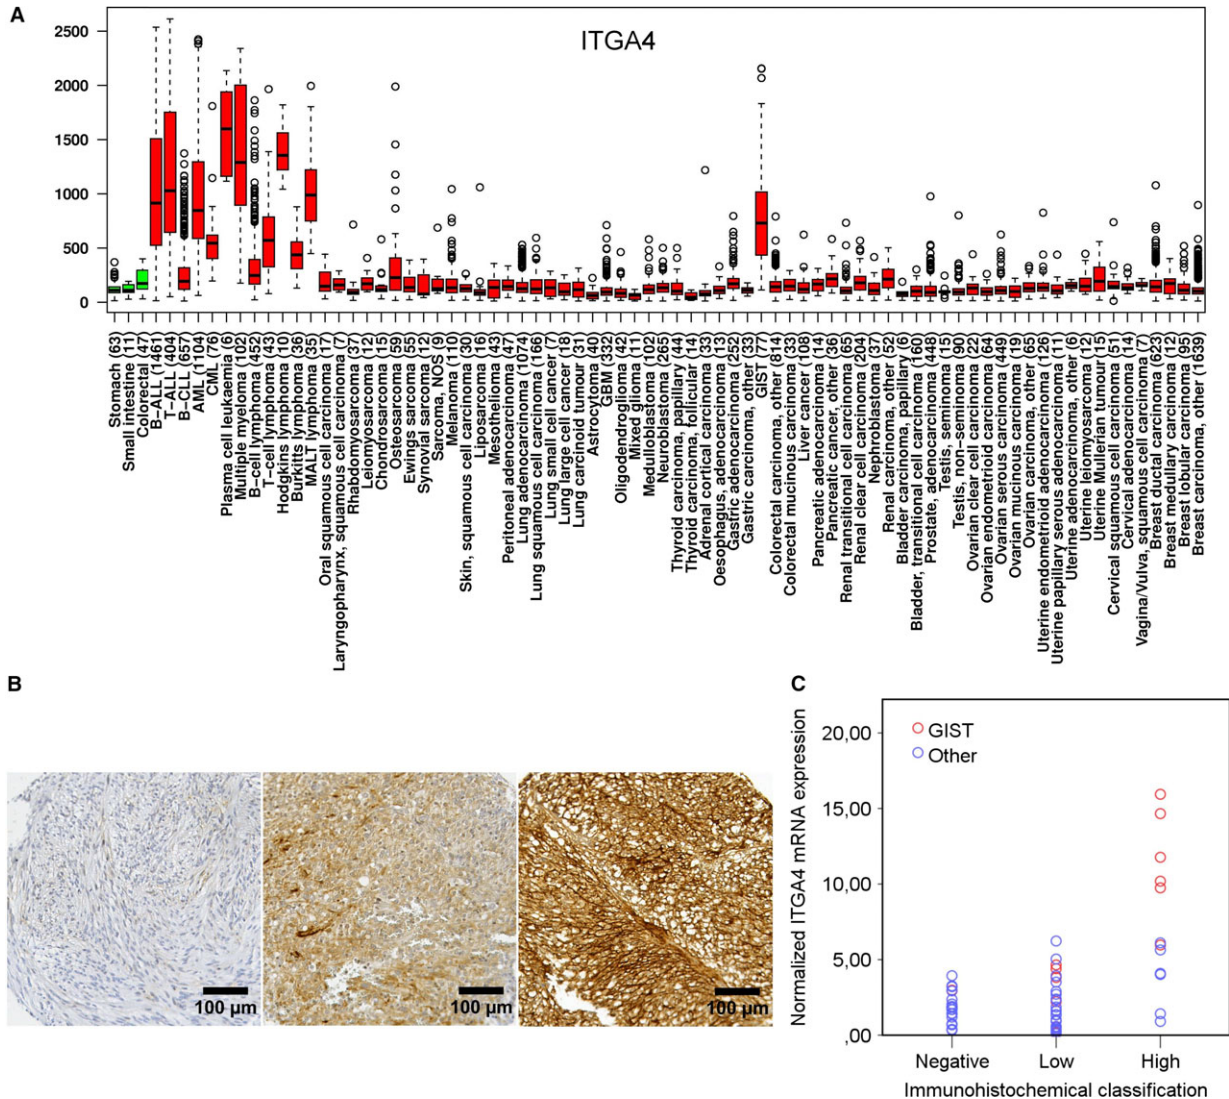 A
ITGA4
2500
2000
1500
1000
500
0
Stomach (63)
Small intestine (11)
Colorectal (47)
B-ALL (1461)
T-ALL (404)
B-CLL (657)
AML (1104)
CML (76)
Plasma cell leukaemia (6)
Multiple myeloma (102)
B-cell lymphoma (452)
T-cell lymphoma (43)
Hodgkins lymphoma (10)
Burkitts lymphoma (36)
MALT lymphoma (35)
Oral squamous cell carcinoma (17)
Laryngopharynx, squamous cell carcinoma (7)
Rhabdomyosarcoma (37)
Leiomyosarcoma (12)
Chondrosarcoma (15)
Osteosarcoma (59)
Ewings sarcoma (55)
Synovial sarcoma (12)
Sarcoma, NOS (9)
Melanoma (110)
Skin, squamous cell carcinoma (30)
Liposarcoma (16)
Mesothelioma (43)
Peritoneal adenocarcinoma (47)
Lung adenocarcinoma (1074)
Lung squamous cell carcinoma (166)
Lung small cell cancer (7)
Lung large cell cancer (18)
Lung carcinoid tumour (31)
Astrocytoma (40)
Mixed glioma (11)
GBM (332)
Oligodendroglioma (42)
Medulloblastoma (102)
Neuroblastoma (265)
Thyroid carcinoma, papillary (44)
Thyroid carcinoma, follicular (14)
Adrenal cortical carcinoma (33)
Oesophagus, adenocarcinoma (13)
Gastric adenocarcinoma (252)
Gastric carcinoma, other (33)
GIST (77)
Colorectal carcinoma, other (814)
Colorectal mucinous carcinoma (33)
Liver cancer (108)
Pancreatic adenocarcinoma (17)
Pancreatic cancer, other (36)
Renal transitional cell carcinoma (65)
Renal clear cell carcinoma (204)
Nephroblastoma (37)
Renal carcinoma, other (52)
Bladder carcinoma, papillary (6)
Bladder, transitional cell carcinoma (160)
Prostate, adenocarcinoma (448)
Testis, seminoma (15)
Testis, non-seminoma (90)
Ovarian clear cell carcinoma (22)
Ovarian endometrioid carcinoma (64)
Ovarian serous carcinoma (449)
Ovarian mucinous carcinoma (19)
Ovarian carcinoma, other (65)
Uterine endometrioid adenocarcinoma (126)
Uterine papillary serous adenocarcinoma (11)
Uterine adenocarcinoma, other (6)
Uterine leiomyosarcoma (12)
Uterine Mullerian tumour (15)
Cervical squamous cell carcinoma (51)
Cervical adenocarcinoma (14)
Vagina/Vulva, squamous cell carcinoma (7)
Breast ductal carcinoma (623)
Breast medullary carcinoma (12)
Breast lobular carcinoma (95)
Breast carcinoma, other (1639)
B
100 µm
100 µm
100 µm
C
Normalized ITGA4 mRNA expression
20,00
15,00
10,00
5,00
,00
GIST
Other
Negative
Low
High
Immunohistochemical classification